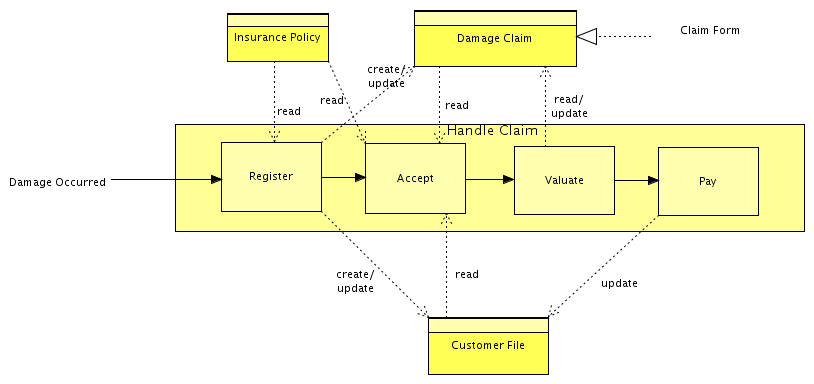 Insurance Policy
Damage Claim
Claim Form
create/
update
read
read
read
read/
update
Handle Claim
Damage Occurred
Register
Accept
Valuate
Pay
create/
update
read
update
Customer File